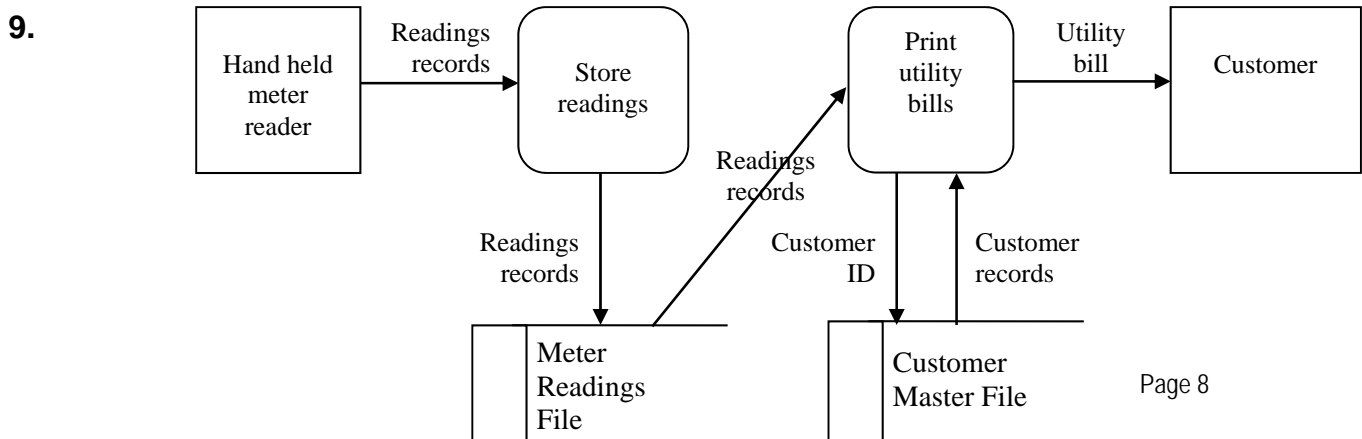 9.
Hand held
meter
reader
Readings
records
Store
readings
Readings
records
Meter
Readings
File
Readings
records
Print
utility
bills
Customer
ID
Customer
records
Customer
Master File
Utility
bill
Customer
Page 8